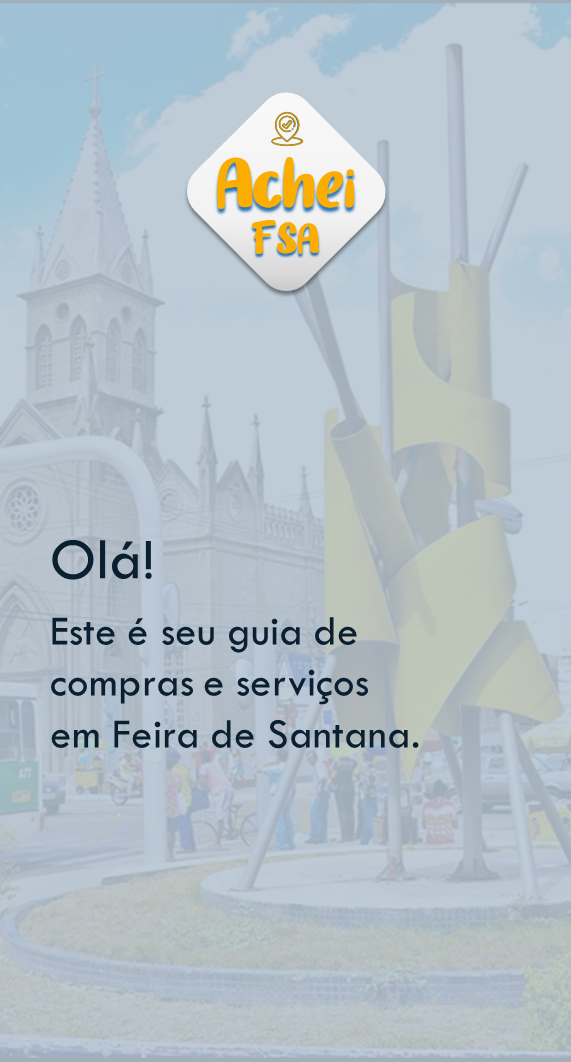 Achei
FSA
Olá!
Este é seu guia de
compras e serviços
em Feira de Santana.